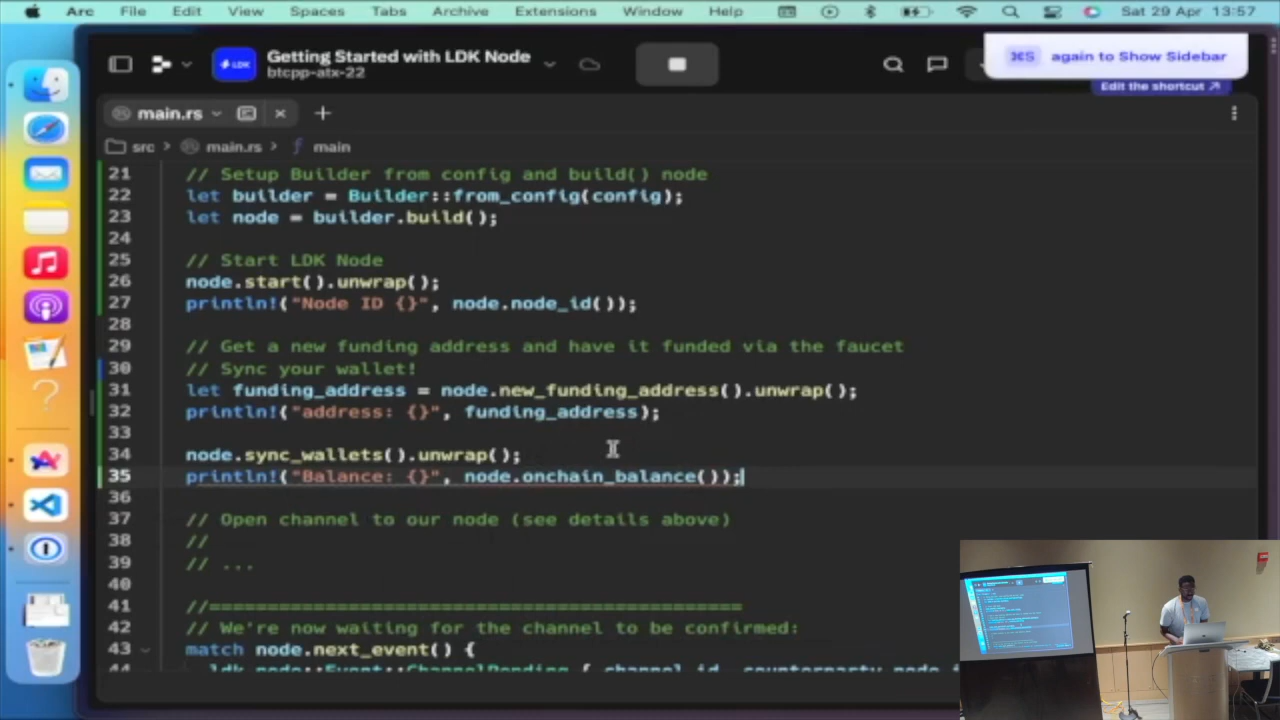 Arc File Edit View Spaces Tabs Archive Extensions Window Help Sat 29 Apr 13:57
LDK
Getting Started with LDK Node
btcpp-atx-22
⌘S again to Show Sidebar
Edit the shortcut ↗
main.rs
src > main.rs > f main
21 // Setup Builder from config and build() node
22 let builder = Builder::from_config(config);
23 let node = builder.build();
24
25 // Start LDK Node
26 node.start().unwrap();
27 println!("Node ID {}", node.node_id());
28
29 // Get a new funding address and have it funded via the faucet
30 // Sync your wallet!
31 let funding_address = node.new_funding_address().unwrap();
32 println!("address: {}", funding_address);
33
34 node.sync_wallets().unwrap();
35 println!("Balance: {}", node.onchain_balance());
36
37 // Open channel to our node (see details above)
38 //
39 // ...
40
41 //==============================================
42 // We're now waiting for the channel to be confirmed:
43 match node.next_event() {
44 ldk_node::Event::ChannelPending { channel_id, counterparty_node_i